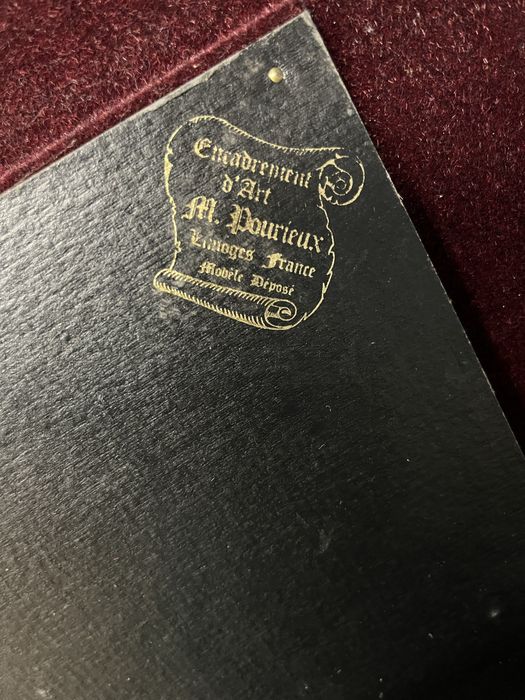 Encadrement
d'Art
M. Pourieux
Limoges France
Modèle Déposé